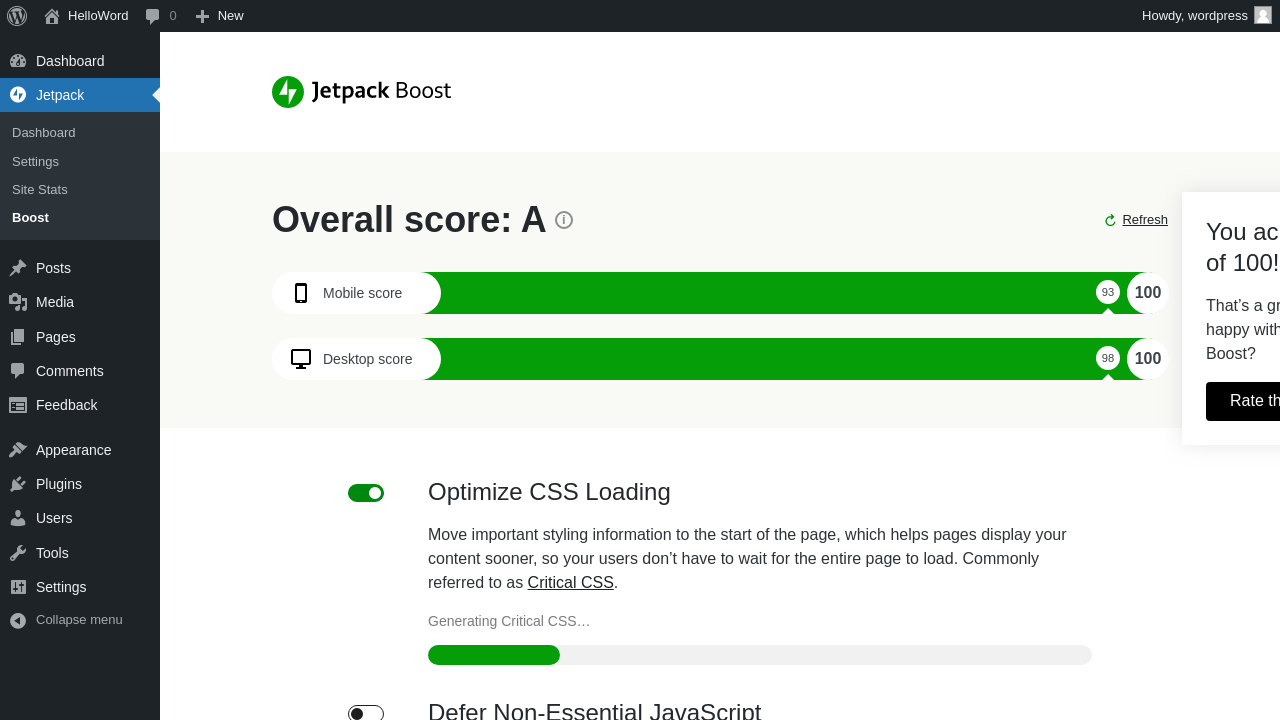 HelloWord
0
New
Howdy, wordpress
Dashboard
Jetpack
Dashboard
Settings
Site Stats
Boost
Posts
Media
Pages
Comments
Feedback
Appearance
Plugins
Users
Tools
Settings
Collapse menu
Jetpack Boost
Overall score: A
Refresh
Mobile score
93
100
Desktop score
98
100
You ac
of 100!
That’s a gr
happy with
Boost?
Rate th
Optimize CSS Loading
Move important styling information to the start of the page, which helps pages display your
content sooner, so your users don’t have to wait for the entire page to load. Commonly
referred to as Critical CSS.
Generating Critical CSS…
Defer Non-Essential JavaScript